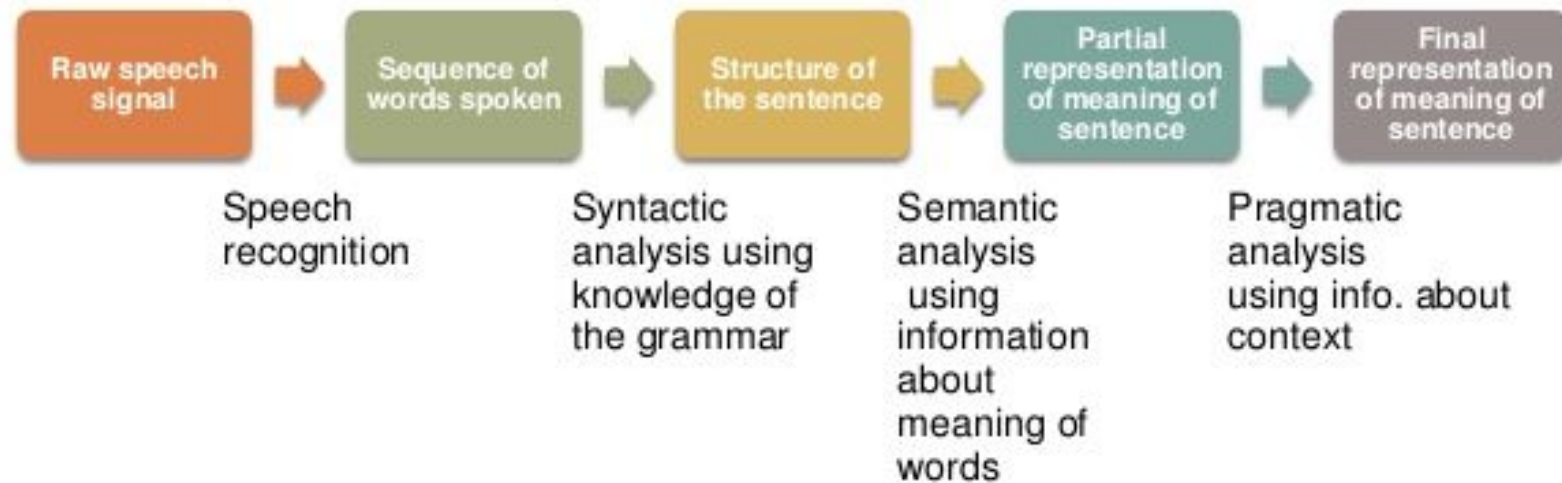 Raw speech
signal
Sequence of
words spoken
Structure of
the sentence
Partial
representation
of meaning of
sentence
Final
representation
of meaning of
sentence
Speech
recognition
Syntactic
analysis using
knowledge of
the grammar
Semantic
analysis
using
information
about
meaning of
words
Pragmatic
analysis
using info. about
context